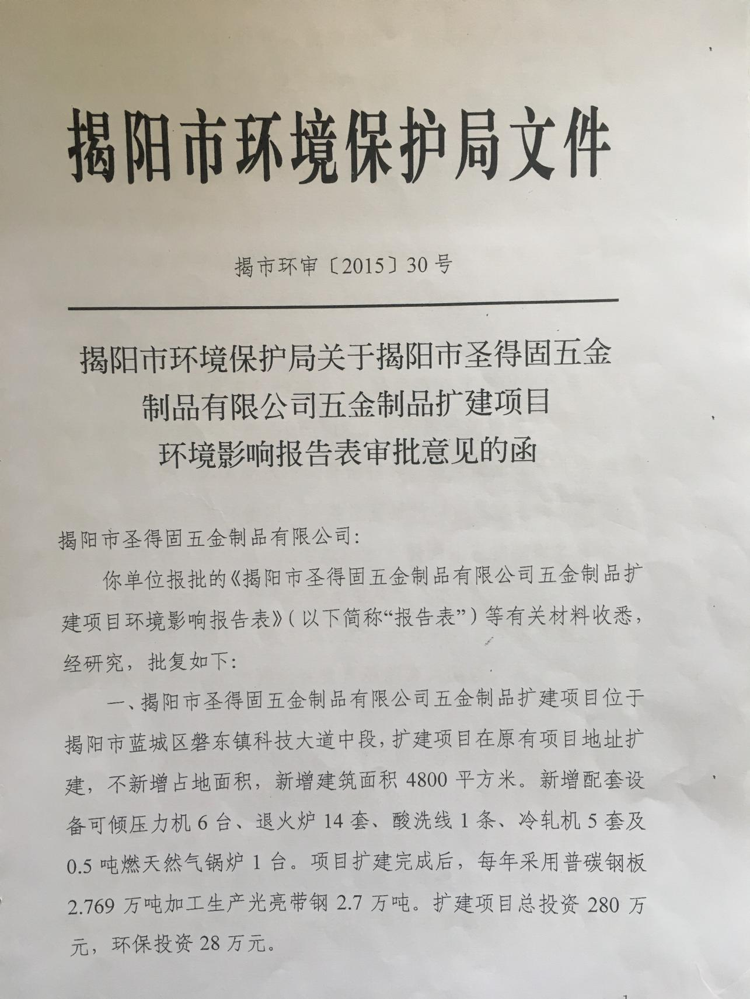 揭阳市环境保护局文件
揭市环审〔2015〕30号
揭阳市环境保护局关于揭阳市圣得固五金
制品有限公司五金制品扩建项目
环境影响报告表审批意见的函
揭阳市圣得固五金制品有限公司：
你单位报批的《揭阳市圣得固五金制品有限公司五金制品扩
建项目环境影响报告表》（以下简称“报告表”）等有关材料收悉，
经研究，批复如下：
一、揭阳市圣得固五金制品有限公司五金制品扩建项目位于
揭阳市蓝城区磐东镇科技大道中段，扩建项目在原有项目地址扩
建，不新增占地面积，新增建筑面积 4800 平方米。新增配套设
备可倾压力机 6 台、退火炉 14 套、酸洗线 1 条、冷轧机 5 套及
0.5 吨燃天然气锅炉 1 台。项目扩建完成后，每年采用普碳钢板
2.769 万吨加工生产光亮带钢 2.7 万吨。扩建项目总投资 280 万
元，环保投资 28 万元。
1